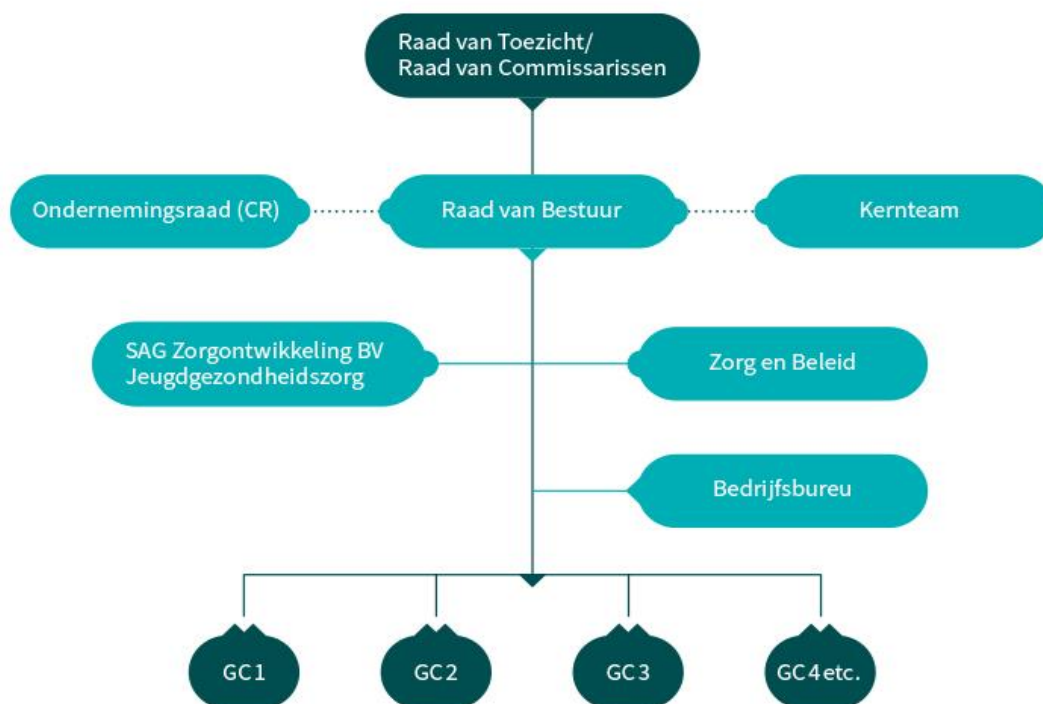 Raad van Toezicht/
Raad van Commissarissen
Ondernemingsraad (CR)
Raad van Bestuur
Kernteam
SAG Zorgontwikkeling BV
Jeugdgezondheidszorg
Zorg en Beleid
Bedrijfsbureu
GC 1
GC 2
GC 3
GC 4 etc.